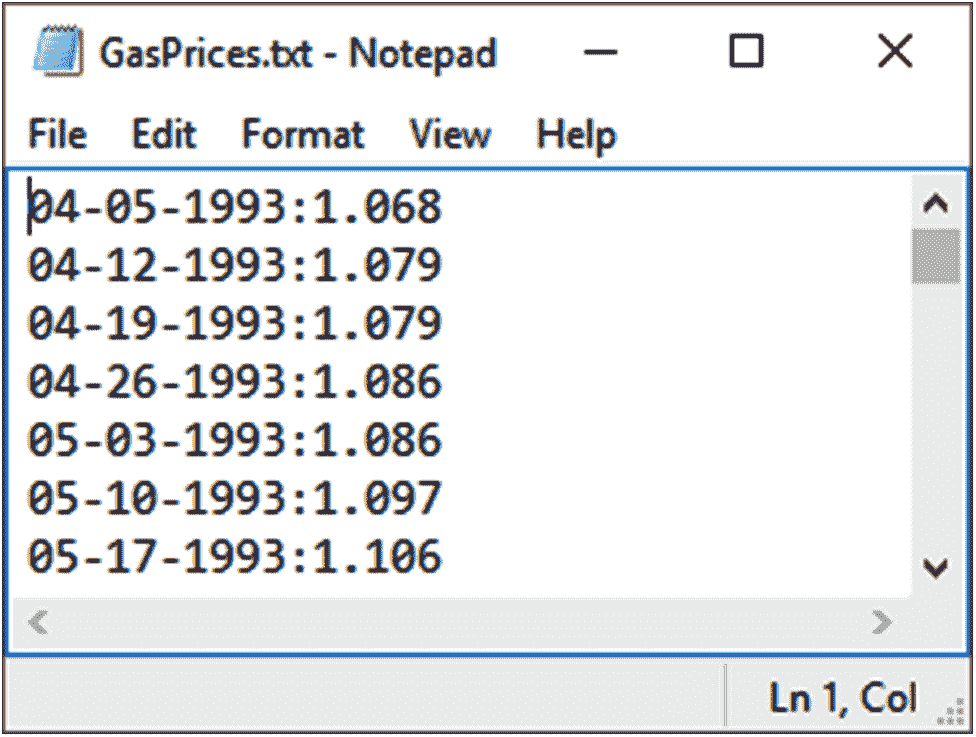 GasPrices.txt - Notepad
File Edit Format View Help
04-05-1993:1.068
04-12-1993:1.079
04-19-1993:1.079
04-26-1993:1.086
05-03-1993:1.086
05-10-1993:1.097
05-17-1993:1.106
Ln 1, Col